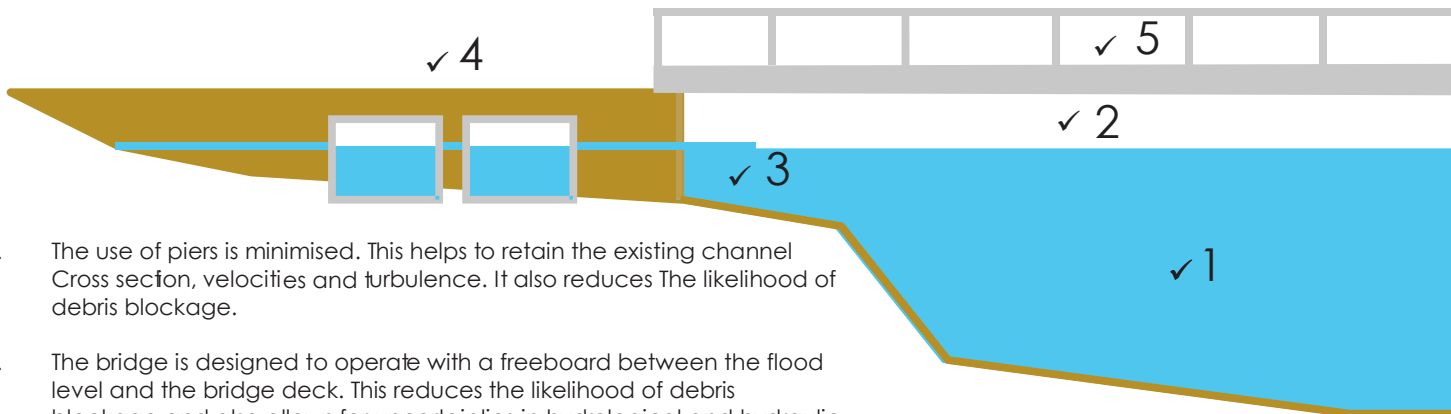 ✓ 4
✓ 5
✓ 2
✓ 3
✓ 1
The use of piers is minimised. This helps to retain the existing channel
Cross section, velocities and turbulence. It also reduces The likelihood of
debris blockage.
The bridge is designed to operate with a freeboard between the flood
level and the bridge deck. This reduces the likelihood of debris